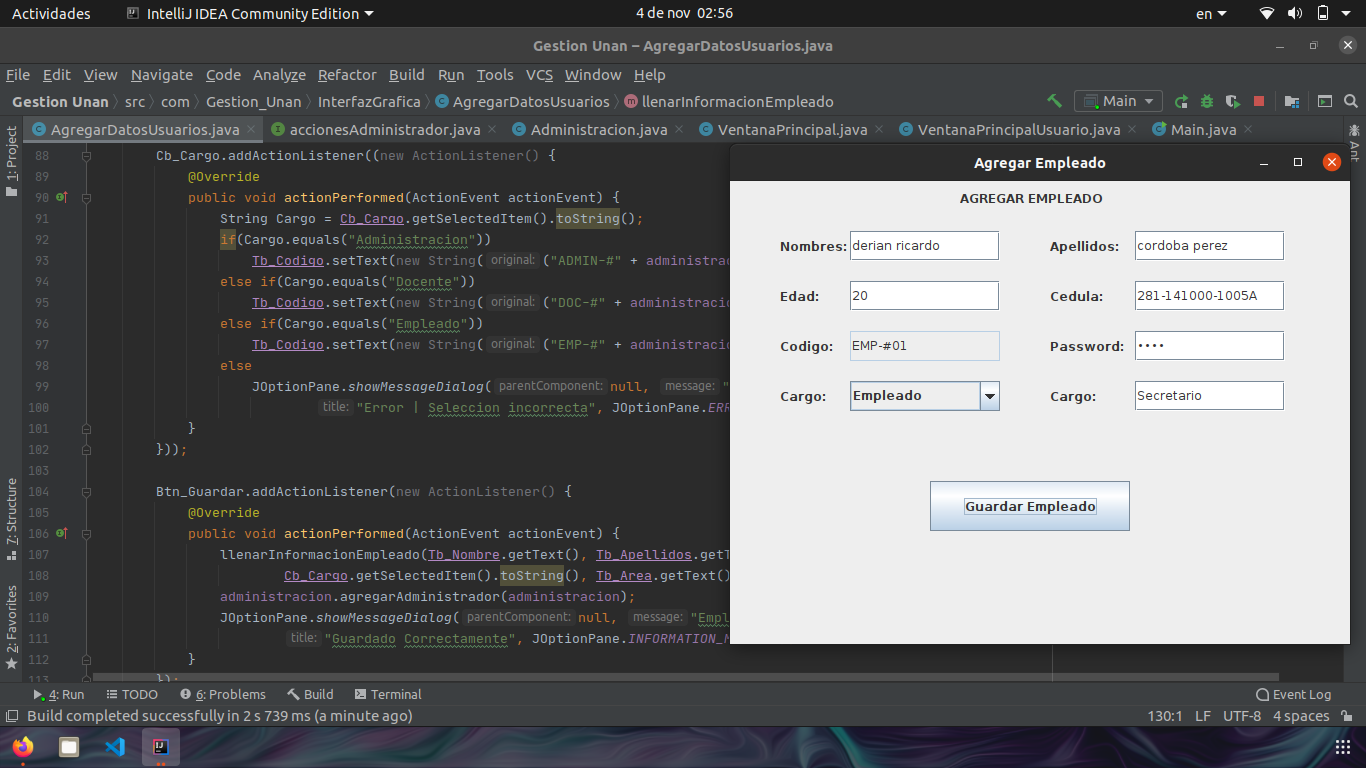 Actividades IntelliJ IDEA Community Edition 4 de nov 02:56 en
Gestion Unan – AgregarDatosUsuarios.java
File Edit View Navigate Code Analyze Refactor Build Run Tools VCS Window Help
Gestion Unan src com Gestion_Unan InterfazGrafica AgregarDatosUsuarios llenarInformacionEmpleado Main
AgregarDatosUsuarios.java accionesAdministrador.java Administracion.java VentanaPrincipal.java VentanaPrincipalUsuario.java Main.java
1: Project
7: Structure
2: Favorites
Ant
88 Cb_Cargo.addActionListener((new ActionListener() {
89 @Override
90 public void actionPerformed(ActionEvent actionEvent) {
91 String Cargo = Cb_Cargo.getSelectedItem().toString();
92 if(Cargo.equals("Administracion"))
93 Tb_Codigo.setText(new String( original: ("ADMIN-#" + administrac
94 else if(Cargo.equals("Docente"))
95 Tb_Codigo.setText(new String( original: ("DOC-#" + administracio
96 else if(Cargo.equals("Empleado"))
97 Tb_Codigo.setText(new String( original: ("EMP-#" + administracio
98 else
99 JOptionPane.showMessageDialog( parentComponent: null, message: "
100 title: "Error | Seleccion incorrecta", JOptionPane.ERR
101 }
102 }));
103
104 Btn_Guardar.addActionListener(new ActionListener() {
105 @Override
106 public void actionPerformed(ActionEvent actionEvent) {
107 llenarInformacionEmpleado(Tb_Nombre.getText(), Tb_Apellidos.getT
108 Cb_Cargo.getSelectedItem().toString(), Tb_Area.getText()
109 administracion.agregarAdministrador(administracion);
110 JOptionPane.showMessageDialog( parentComponent: null, message: "Empl
111 title: "Guardado Correctamente", JOptionPane.INFORMATION_M
112 }
113 });
Agregar Empleado
AGREGAR EMPLEADO
Nombres: derian ricardo Apellidos: cordoba perez
Edad: 20 Cedula: 281-141000-1005A
Codigo: EMP-#01 Password: ••••
Cargo: Empleado Cargo: Secretario
Guardar Empleado
4: Run TODO 6: Problems Build Terminal Event Log
Build completed successfully in 2 s 739 ms (a minute ago) 130:1 LF UTF-8 4 spaces